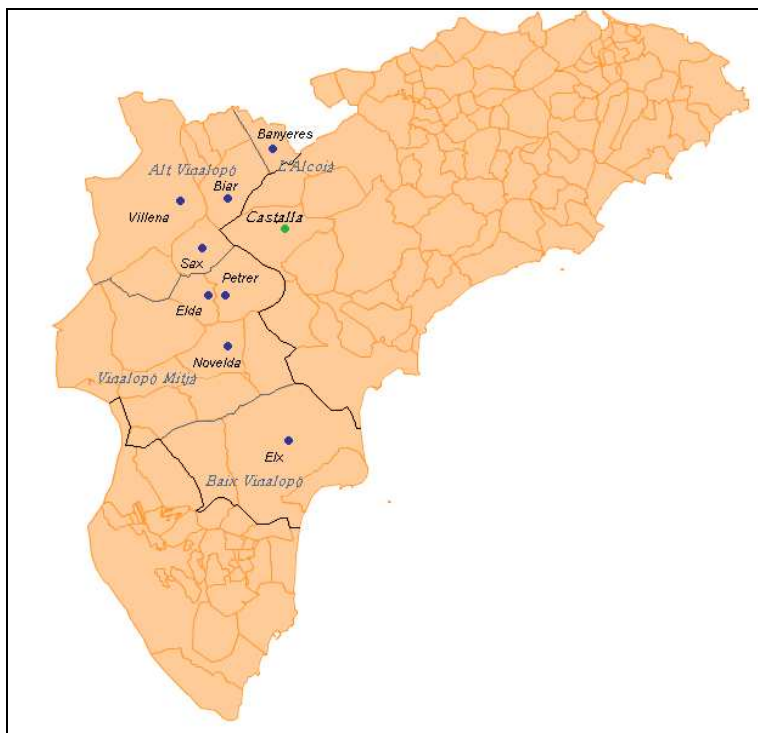 Banyeres
L'Alcoià
Alt Vinalopó
Biar
Villena
Castalla
Sax
Petrer
Elda
Novelda
Vinalopó Mitjà
Elx
Baix Vinalopó